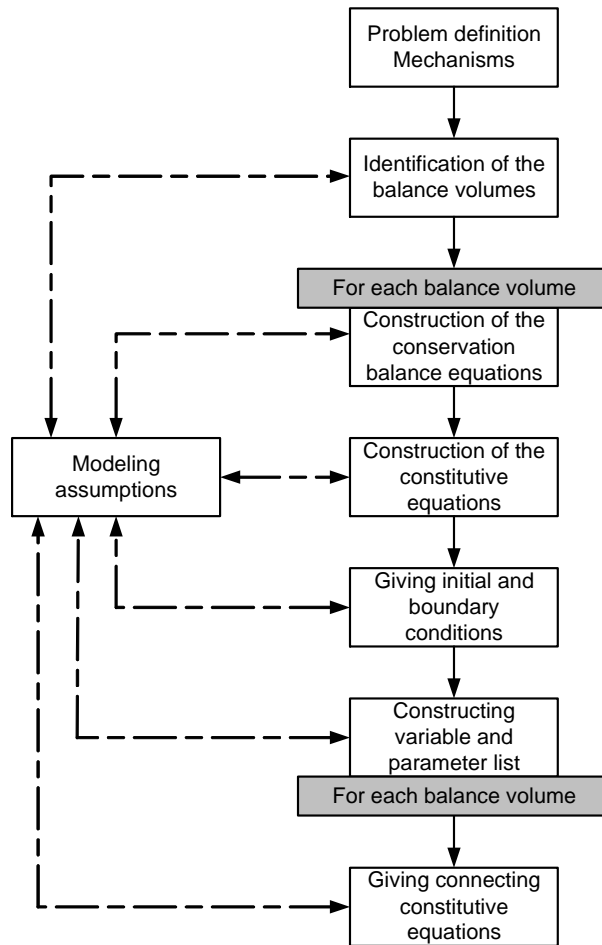 Problem definition
Mechanisms
Identification of the
balance volumes
For each balance volume
Construction of the
conservation
balance equations
Modeling
assumptions
Construction of the
constitutive
equations
Giving initial and
boundary
conditions
Constructing
variable and
parameter list
For each balance volume
Giving connecting
constitutive
equations